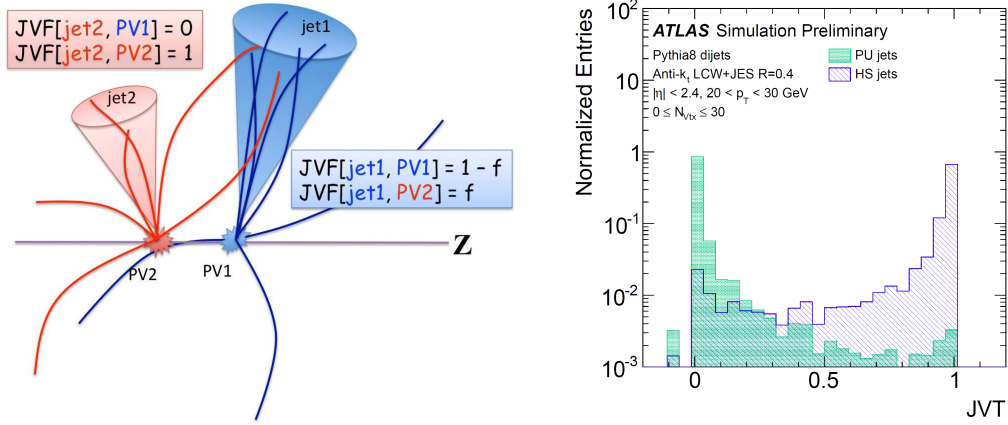 JVF[jet2, PV1] = 0
JVF[jet2, PV2] = 1
jet1
jet2
JVF[jet1, PV1] = 1 - f
JVF[jet1, PV2] = f
Z
PV2
PV1
Normalized Entries
10²
10
1
10⁻¹
10⁻²
10⁻³
ATLAS Simulation Preliminary
Pythia8 dijets
Anti-kₜ LCW+JES R=0.4
|η| < 2.4, 20 < p_T < 30 GeV
0 ≤ N_Vtx ≤ 30
PU jets
HS jets
0
0.5
1
JVT